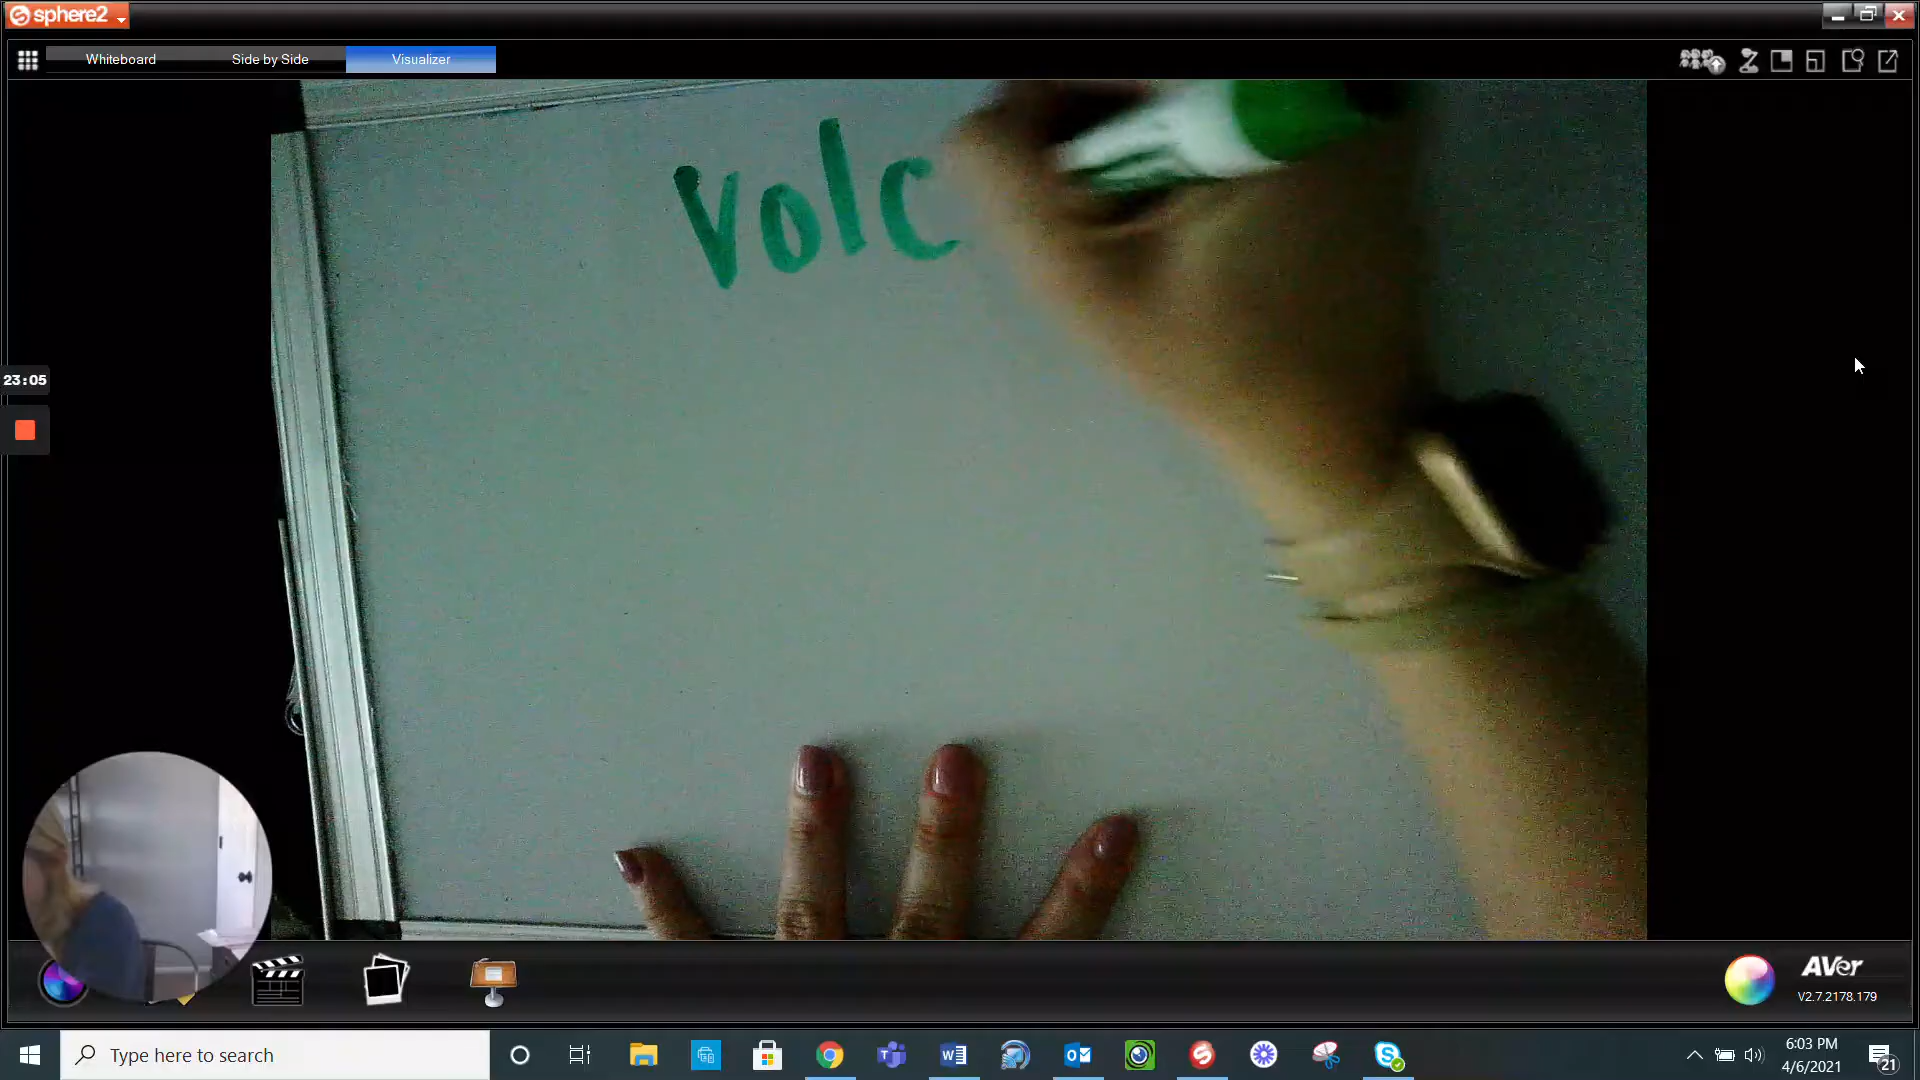 sphere2
Whiteboard
Side by Side
Visualizer
Volc
23:05
AVer
V2.7.2178.179
Type here to search
6:03 PM
4/6/2021
21